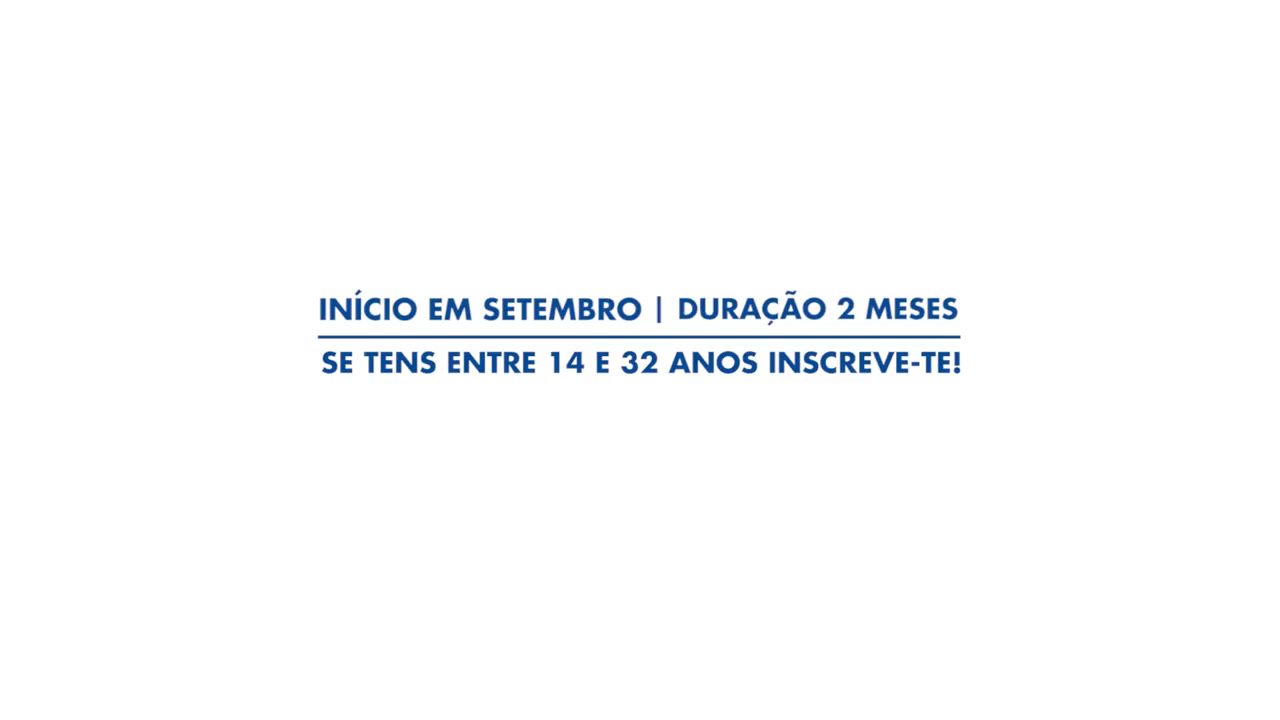 INÍCIO EM SETEMBRO | DURAÇÃO 2 MESES
SE TENS ENTRE 14 E 32 ANOS INSCREVE-TE!